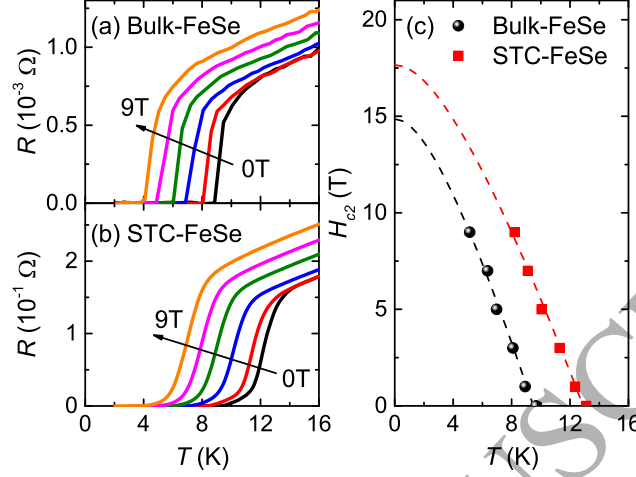 (a) Bulk-FeSe
1.0
0.5
0.0
R (10⁻³ Ω)
9T
0T
(b) STC-FeSe
2
1
0
R (10⁻¹ Ω)
9T
0T
0 4 8 12 16
T (K)
(c)
Bulk-FeSe
STC-FeSe
20
15
10
5
0
H_c2 (T)
0 4 8 12 16
T (K)